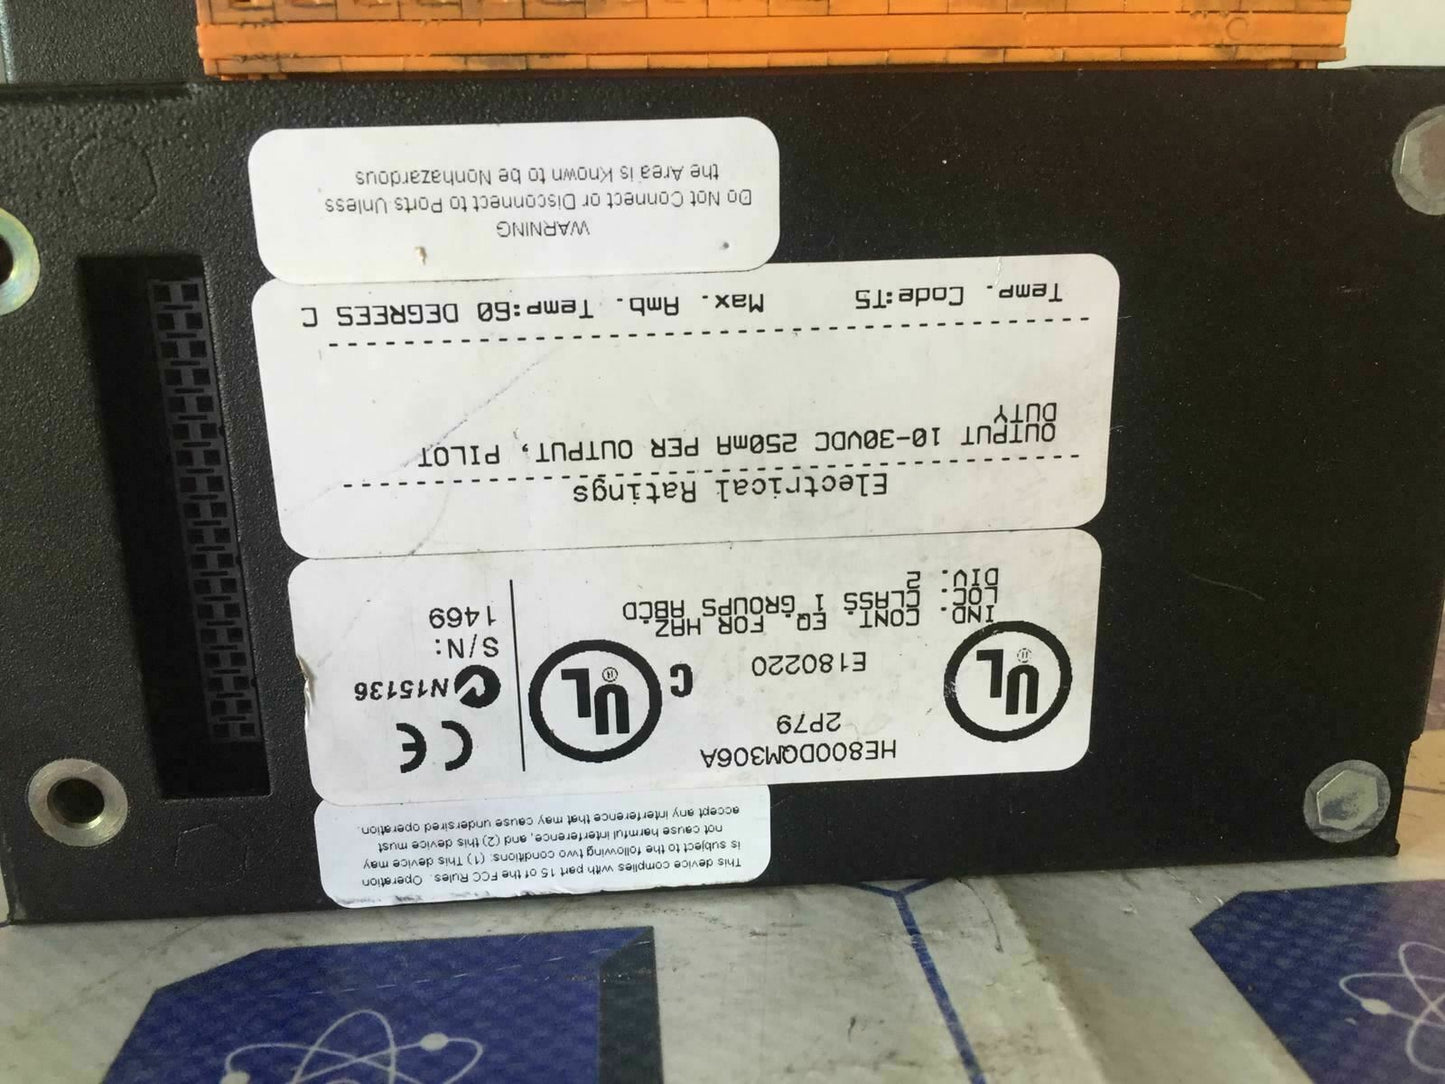 This device complies with part 15 of the FCC Rules. Operation
is subject to the following two conditions: (1) This device may
not cause harmful interference, and (2) this device must
accept any interference that may cause undersired operation.
HE800DQM306A
2P79
UL
E180220
C UL
IND. CONT. EQ. FOR HAZ.
LOC. CLASS I GROUPS ABCD
DIV. 2
CE
N15136
S/N:
1469
Electrical Ratings
OUTPUT 10-30VDC 250mA PER OUTPUT, PILOT
DUTY
Temp. Code:T5 Max. Amb. Temp:60 DEGREES C
WARNING
Do Not Connect or Disconnect to Ports Unless
the Area is Known to be Nonhazardous